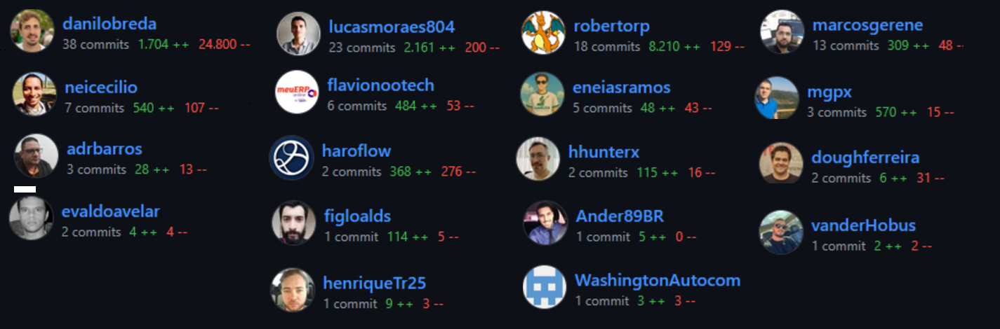 danilobreda
38 commits 1.704 ++ 24.800 --
lucasmoraes804
23 commits 2.161 ++ 200 --
robertorp
18 commits 8.210 ++ 129 --
marcosgerene
13 commits 309 ++ 48 -
neicecilio
7 commits 540 ++ 107 --
meuERP
online
flavionootech
6 commits 484 ++ 53 --
eneiasramos
5 commits 48 ++ 43 --
mgpx
3 commits 570 ++ 15 --
adrbarros
3 commits 28 ++ 13 --
haroflow
2 commits 368 ++ 276 --
hhunterx
2 commits 115 ++ 16 --
doughferreira
2 commits 6 ++ 31 --
evaldoavelar
2 commits 4 ++ 4 --
figloalds
1 commit 114 ++ 5 --
Ander89BR
1 commit 5 ++ 0 --
vanderHobus
1 commit 2 ++ 2 --
henriqueTr25
1 commit 9 ++ 3 --
WashingtonAutocom
1 commit 3 ++ 3 --